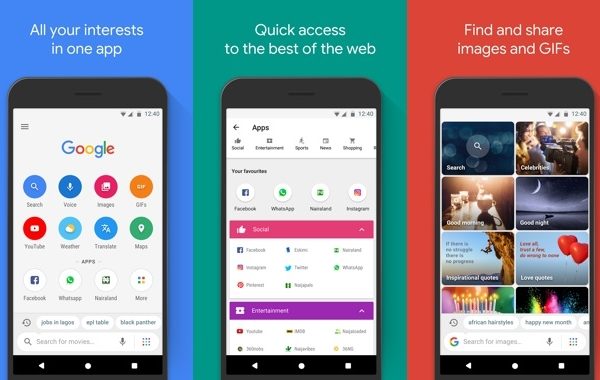 All your interests
in one app
12:40
Google
Search Voice Images GIFs
GIF
YouTube Weather Translate Maps
APPS
Facebook Whatsapp Nairaland More
jobs in lagos epl table black panther
Search for movies...
Quick access
to the best of the web
12:40
Apps
Social Entertainment Sports News Shopping
Your favourites
Facebook WhatsApp Nairaland Instagram
Social
Facebook Eskimi Nairaland
Instagram Twitter WhatsApp
Pinterest Naijapals
Entertainment
Youtube IMDB Naijaloaded
360nobs Naijavibes 36NG
Find and share
images and GIFs
12:40
Search Celebrities
Good morning Good night
If there is
no struggle
there is
no progress
Inspirational quotes
Love all,
trust a few,
do wrong to none
Love quotes
african hairstyles happy new month
Search for images...